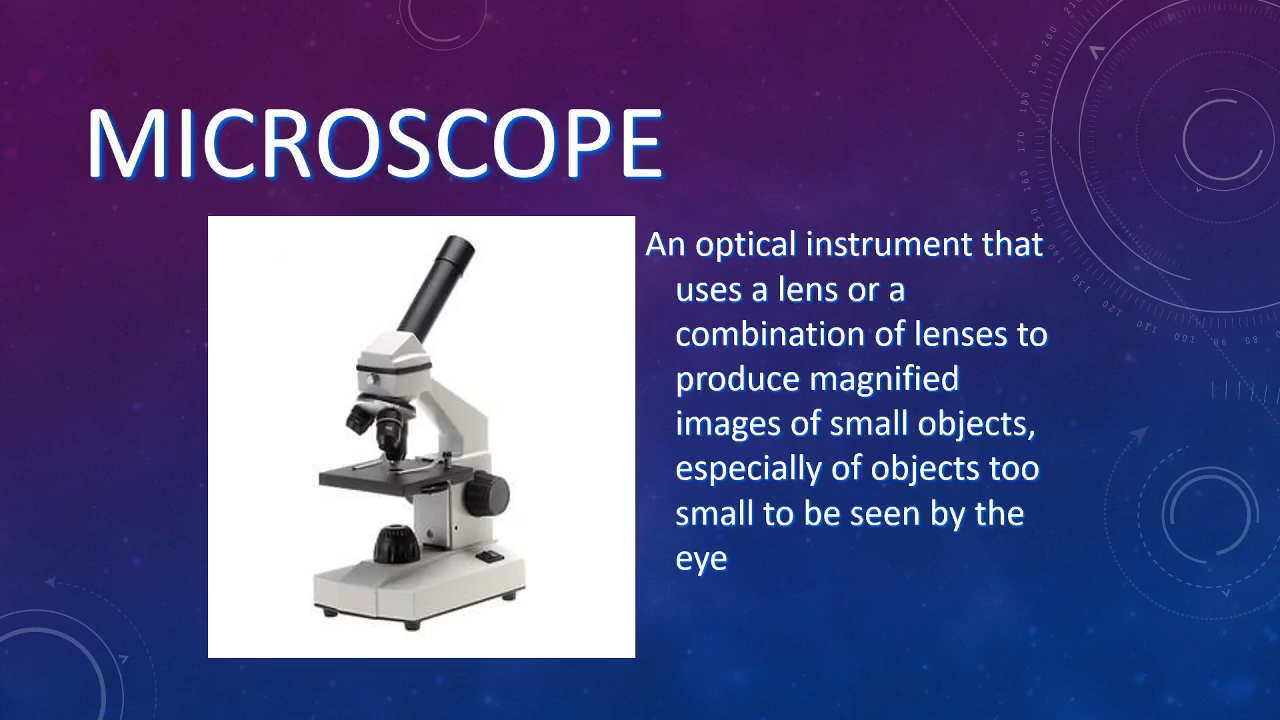 MICROSCOPE
An optical instrument that
uses a lens or a
combination of lenses to
produce magnified
images of small objects,
especially of objects too
small to be seen by the
eye